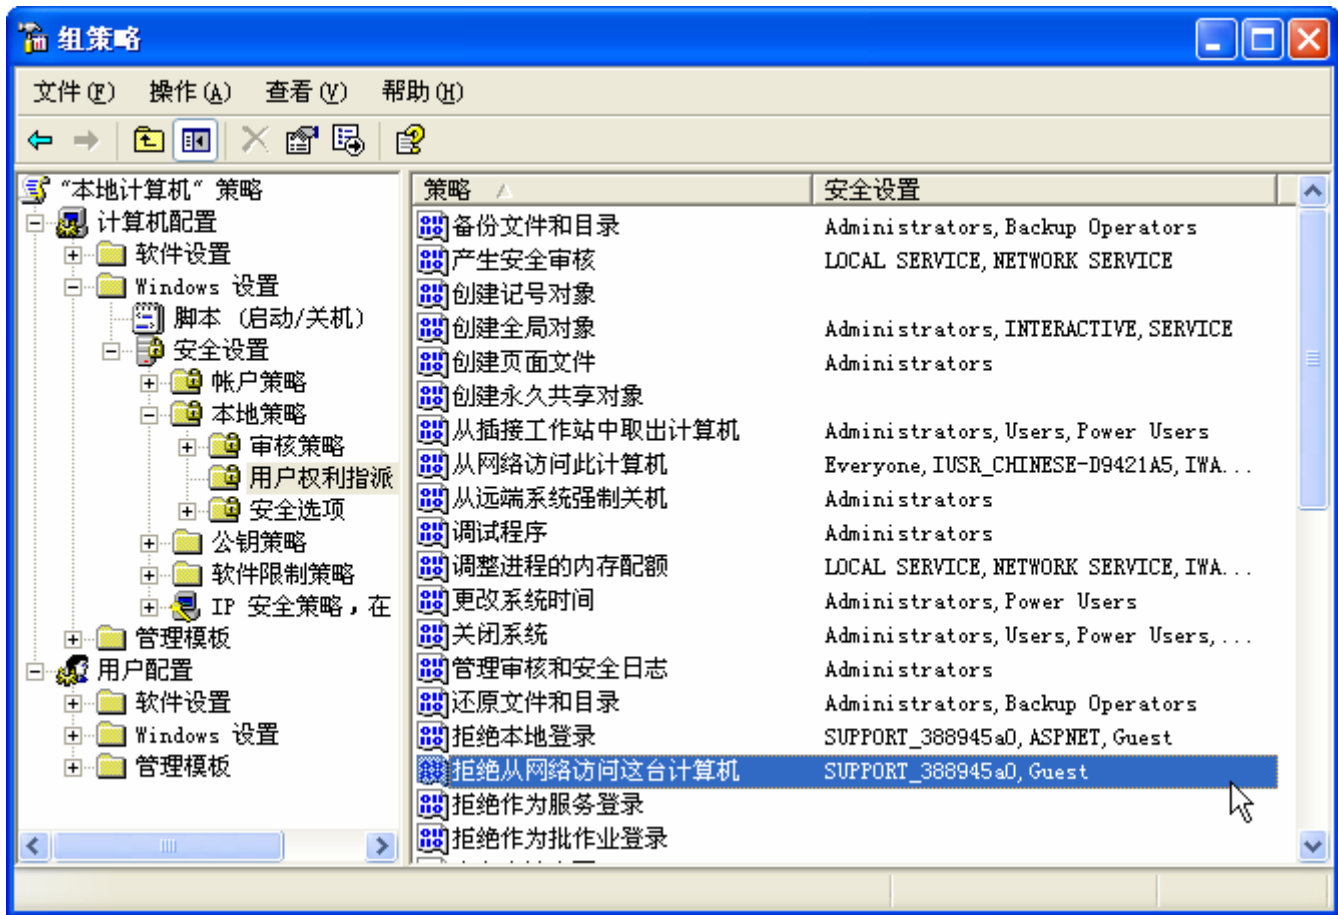 组策略
文件(F) 操作(A) 查看(V) 帮助(H)
“本地计算机“ 策略
计算机配置
软件设置
Windows 设置
脚本 (启动/关机)
安全设置
帐户策略
本地策略
审核策略
用户权利指派
安全选项
公钥策略
软件限制策略
IP 安全策略，在
管理模板
用户配置
软件设置
Windows 设置
管理模板
策略 安全设置
备份文件和目录 Administrators, Backup Operators
产生安全审核 LOCAL SERVICE, NETWORK SERVICE
创建记号对象
创建全局对象 Administrators, INTERACTIVE, SERVICE
创建页面文件 Administrators
创建永久共享对象
从插接工作站中取出计算机 Administrators, Users, Power Users
从网络访问此计算机 Everyone, IUSR_CHINESE-D9421A5, IWA...
从远端系统强制关机 Administrators
调试程序 Administrators
调整进程的内存配额 LOCAL SERVICE, NETWORK SERVICE, IWA...
更改系统时间 Administrators, Power Users
关闭系统 Administrators, Users, Power Users, ...
管理审核和安全日志 Administrators
还原文件和目录 Administrators, Backup Operators
拒绝本地登录 SUPPORT_388945a0, ASPNET, Guest
拒绝从网络访问这台计算机 SUPPORT_388945a0, Guest
拒绝作为服务登录
拒绝作为批作业登录